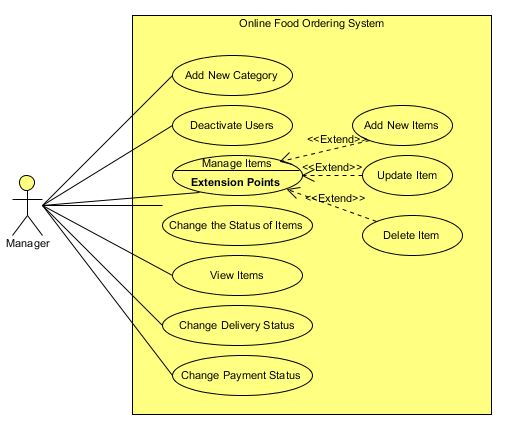 Online Food Ordering System
Add New Category
Deactivate Users
Add New Items
<<Extend>>
Manage Items
<<Extend>>
Update Item
Extension Points
<<Extend>>
Change the Status of Items
Delete Item
Manager
View Items
Change Delivery Status
Change Payment Status